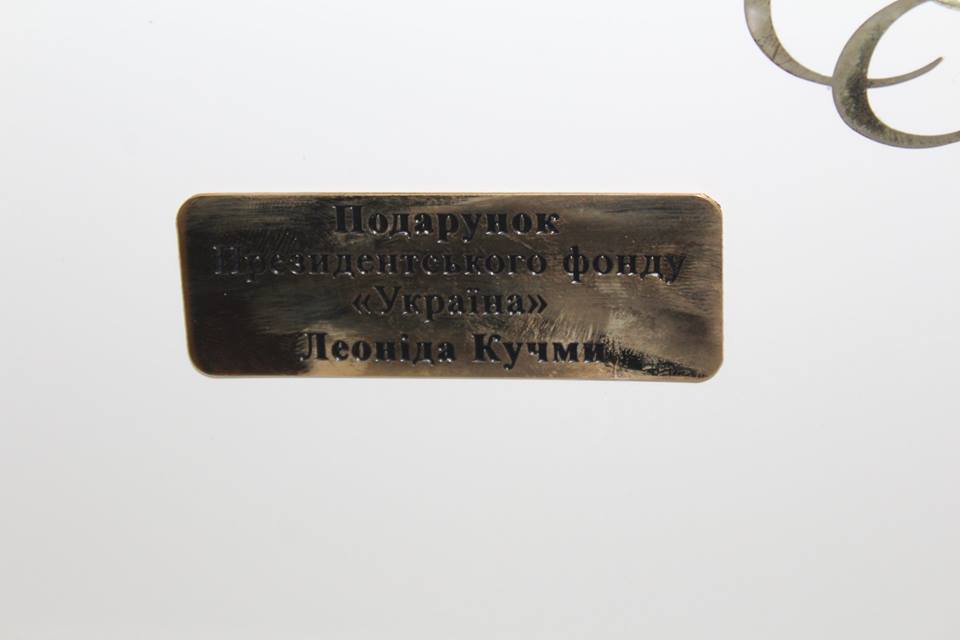 Подарунок
Президентського фонду
«Україна»
Леоніда Кучми